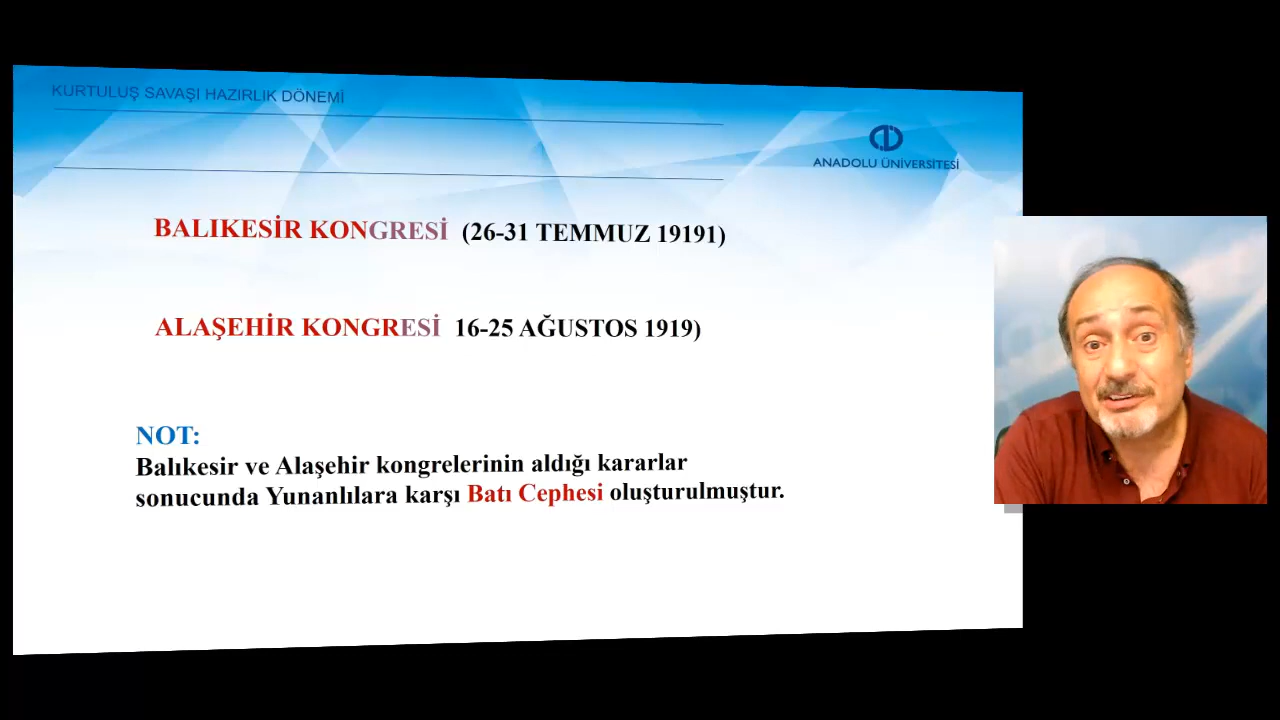 KURTULUŞ SAVAŞI HAZIRLIK DÖNEMİ
ANADOLU ÜNİVERSİTESİ
BALIKESİR KONGRESİ (26-31 TEMMUZ 19191)
ALAŞEHİR KONGRESİ 16-25 AĞUSTOS 1919)
NOT:
Balıkesir ve Alaşehir kongrelerinin aldığı kararlar
sonucunda Yunanlılara karşı Batı Cephesi oluşturulmuştur.